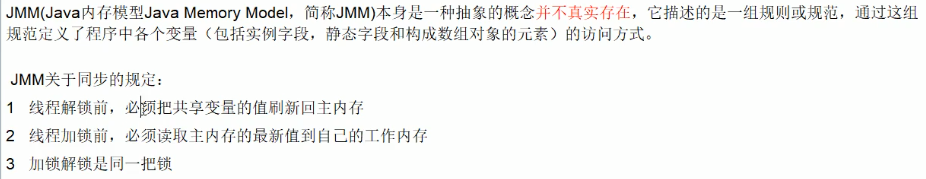 JMM(Java内存模型Java Memory Model，简称JMM)本身是一种抽象的概念并不真实存在，它描述的是一组规则或规范，通过这组
规范定义了程序中各个变量（包括实例字段，静态字段和构成数组对象的元素）的访问方式。
JMM关于同步的规定：
1 线程解锁前，必须把共享变量的值刷新回主内存
2 线程加锁前，必须读取主内存的最新值到自己的工作内存
3 加锁解锁是同一把锁